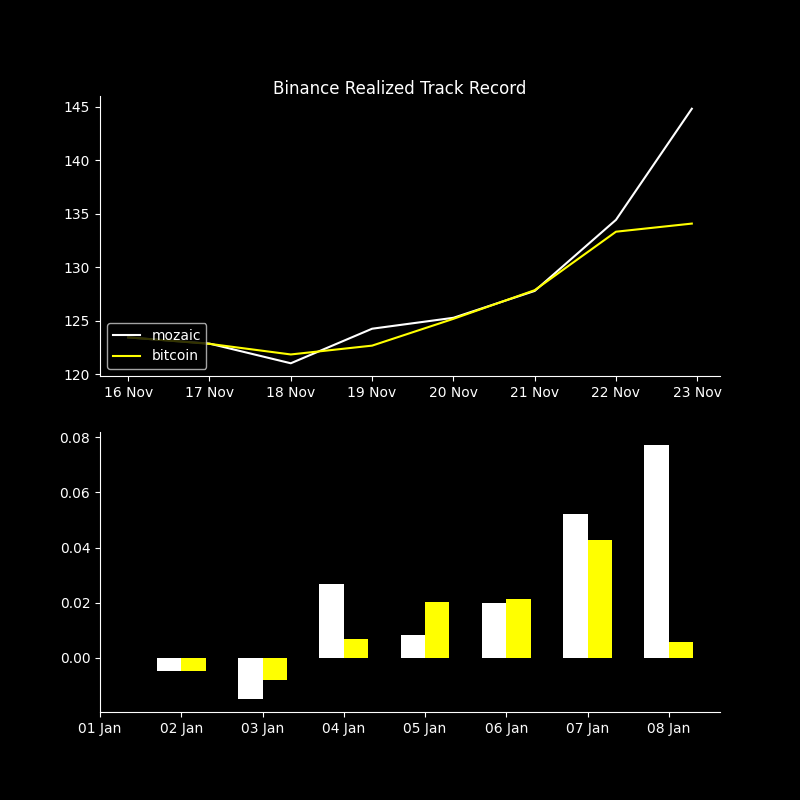 Binance Realized Track Record
145
140
135
130
125
120
mozaic
bitcoin
16 Nov 17 Nov 18 Nov 19 Nov 20 Nov 21 Nov 22 Nov 23 Nov
0.08
0.06
0.04
0.02
0.00
01 Jan 02 Jan 03 Jan 04 Jan 05 Jan 06 Jan 07 Jan 08 Jan